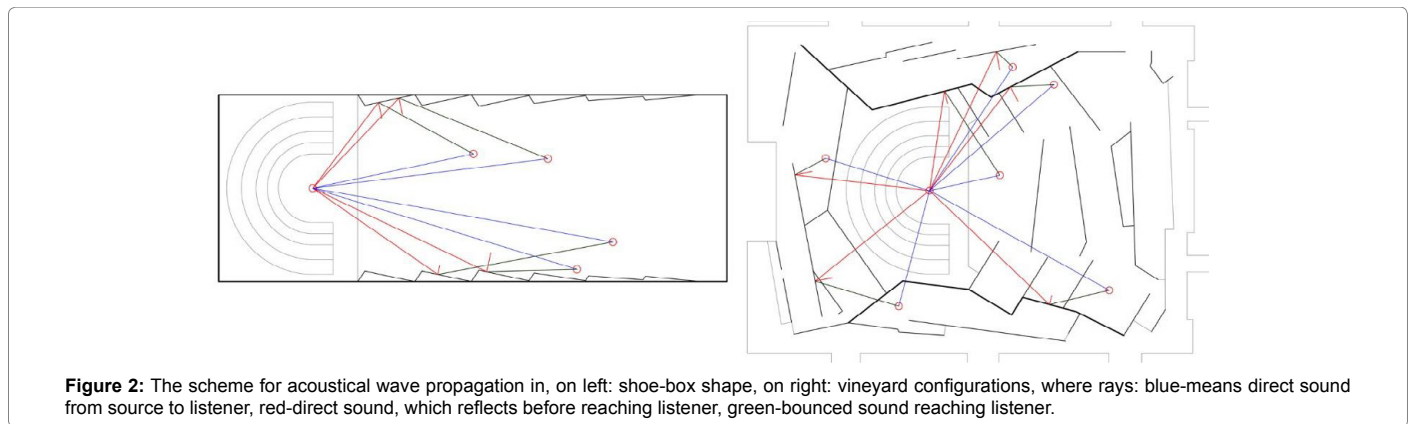 Figure 2: The scheme for acoustical wave propagation in, on left: shoe-box shape, on right: vineyard configurations, where rays: blue-means direct sound
from source to listener, red-direct sound, which reflects before reaching listener, green-bounced sound reaching listener.